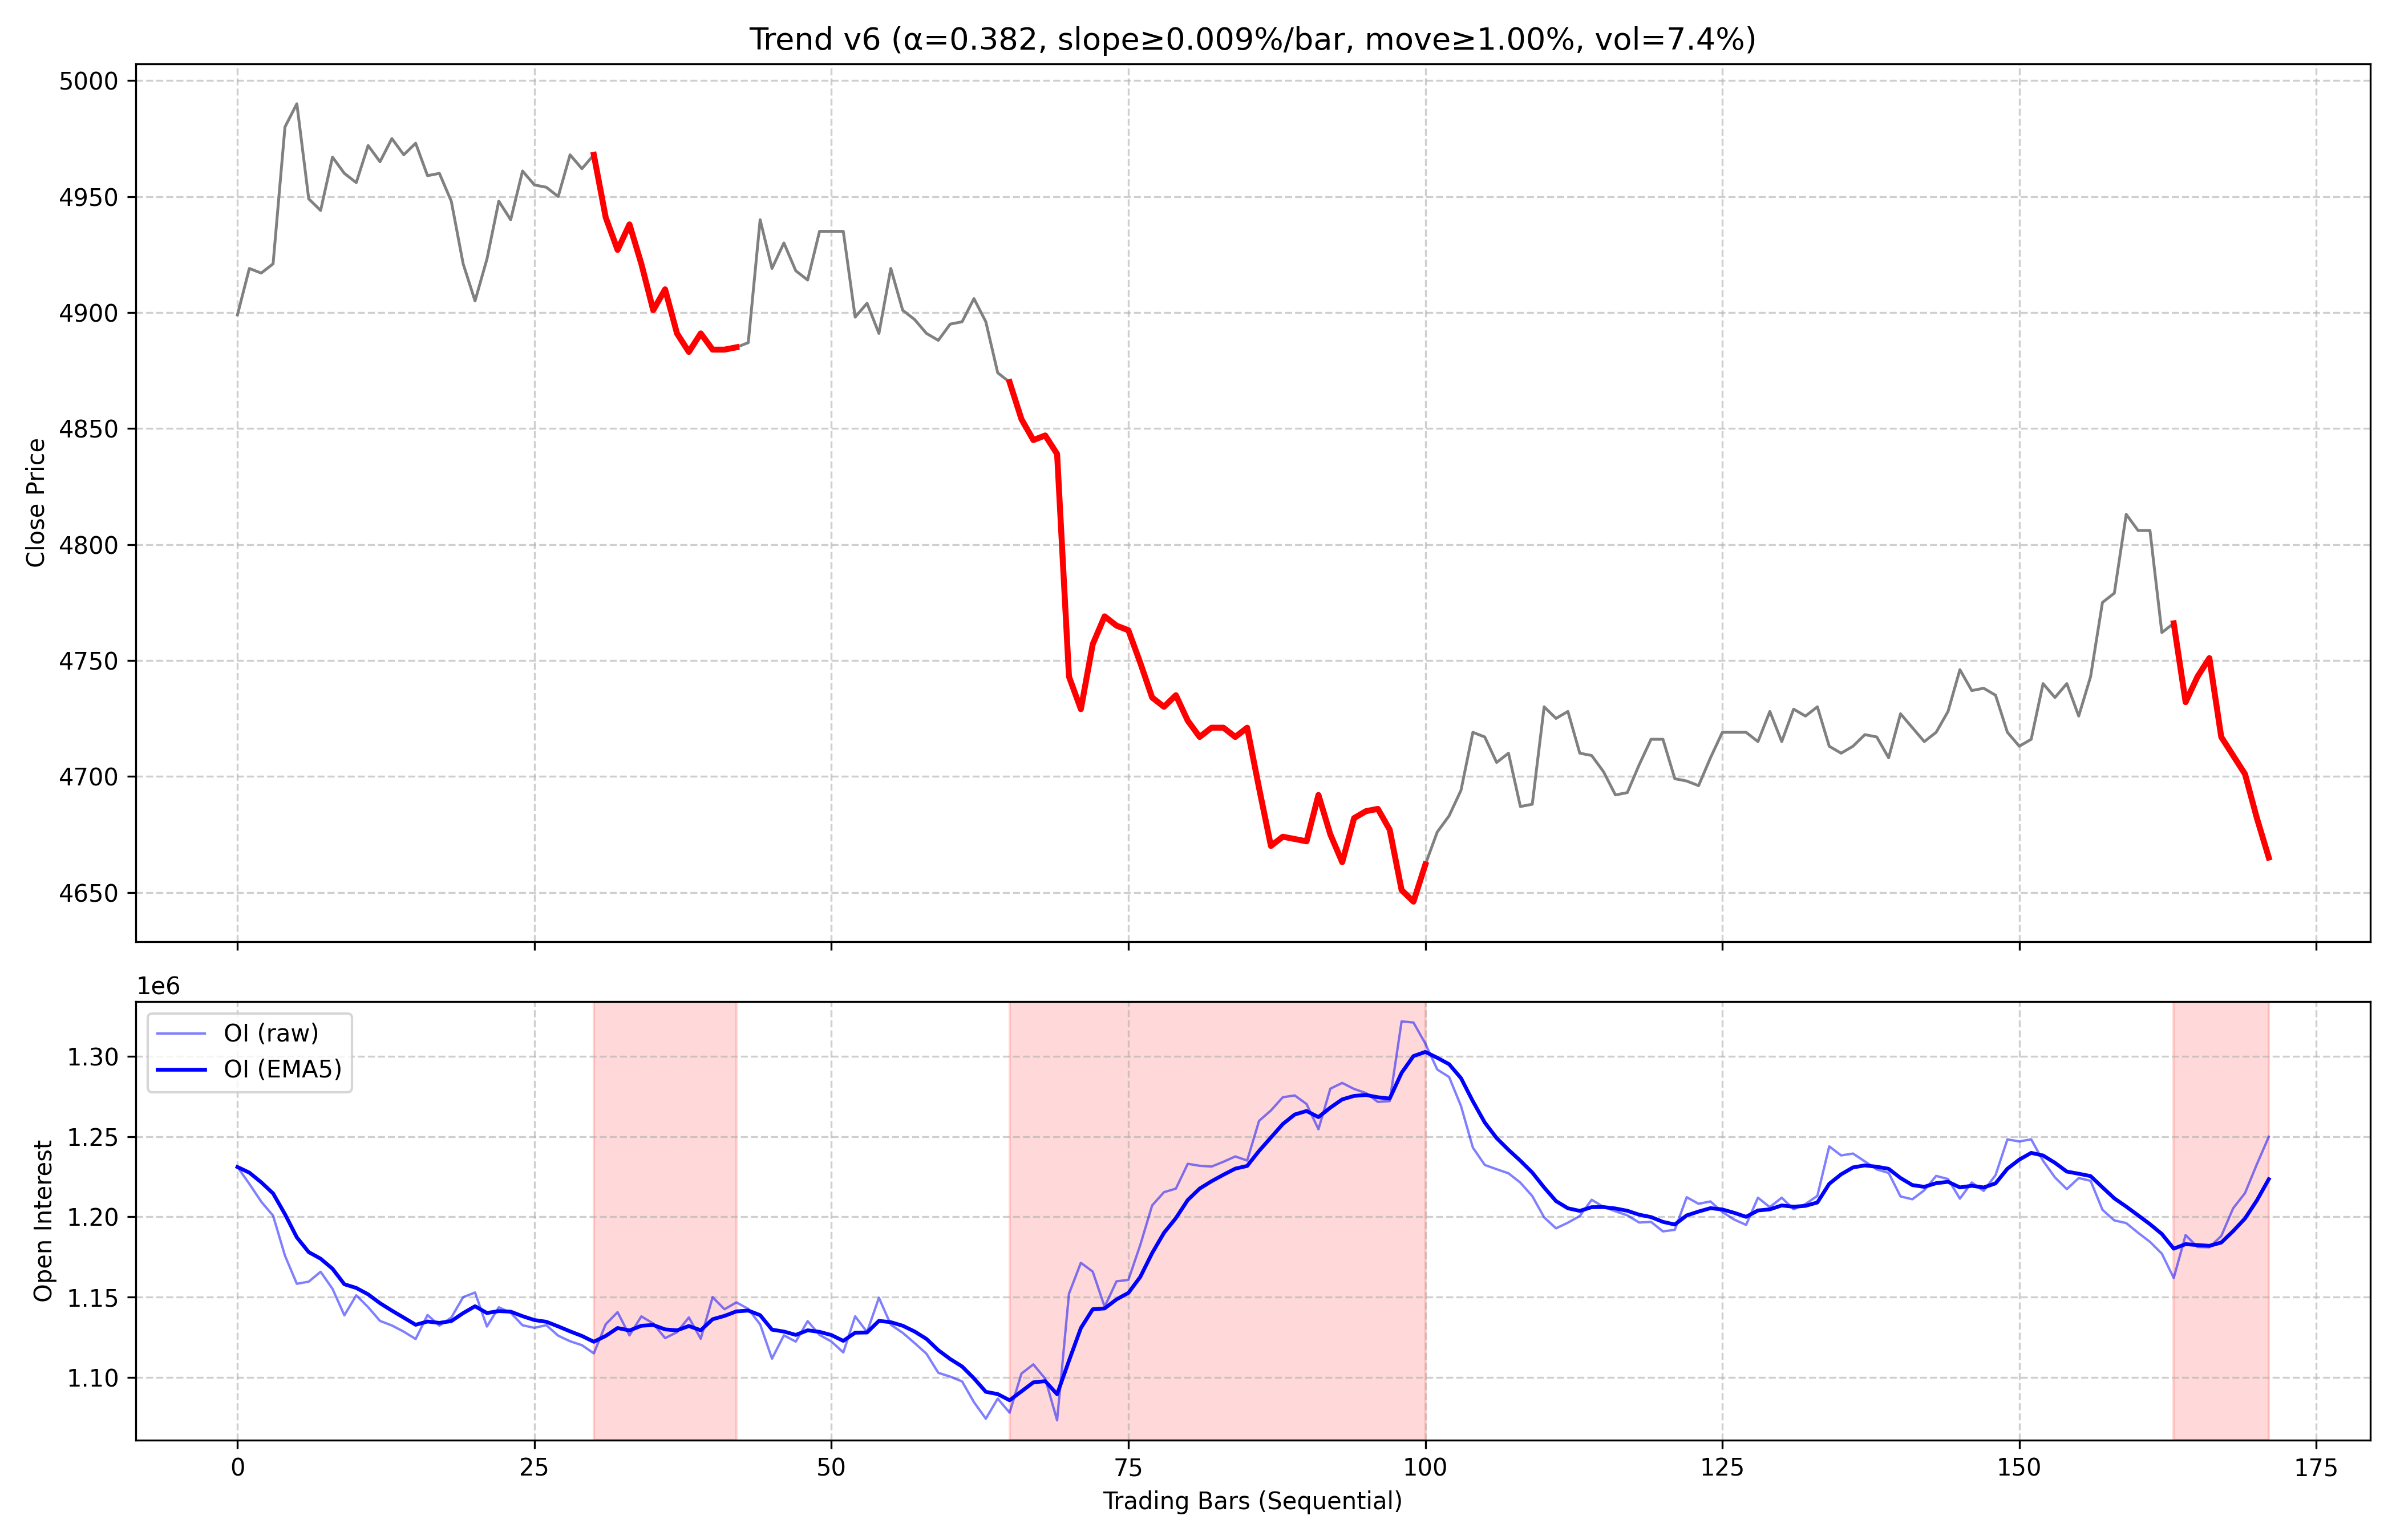 Trend v6 (α=0.382, slope≥0.009%/bar, move≥1.00%, vol=7.4%)
5000
4950
4900
4850
4800
4750
4700
4650
Close Price
1e6
OI (raw)
OI (EMA5)
1.30
1.25
1.20
1.15
1.10
Open Interest
0 25 50 75 100 125 150 175
Trading Bars (Sequential)